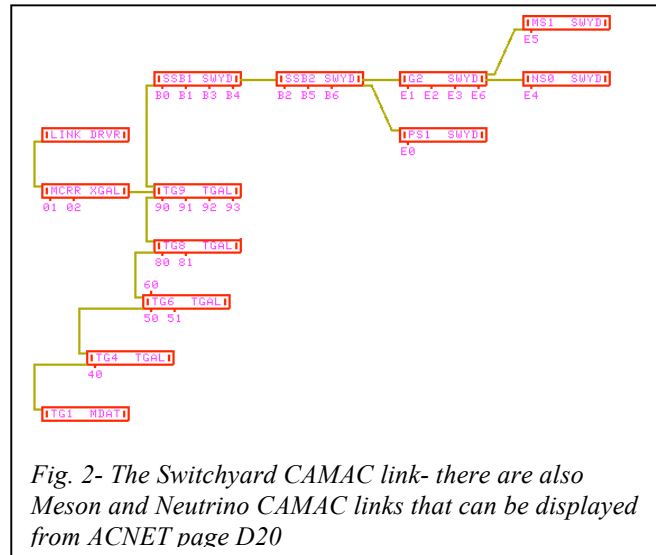 MS1 SWYD
E5
SSB1 SWYD SSB2 SWYD G2 SWYD NS0 SWYD
B0 B1 B3 B4 B2 B5 B6 E1 E2 E3 E6 E4
LINK DRVR PS1 SWYD
E0
MCRR XGAL TG9 TGAL
01 02 90 91 92 93
TG8 TGAL
80 81
60
TG6 TGAL
50 51
TG4 TGAL
40
TG1 MDAT
Fig. 2- The Switchyard CAMAC link- there are also
Meson and Neutrino CAMAC links that can be displayed
from ACNET page D20